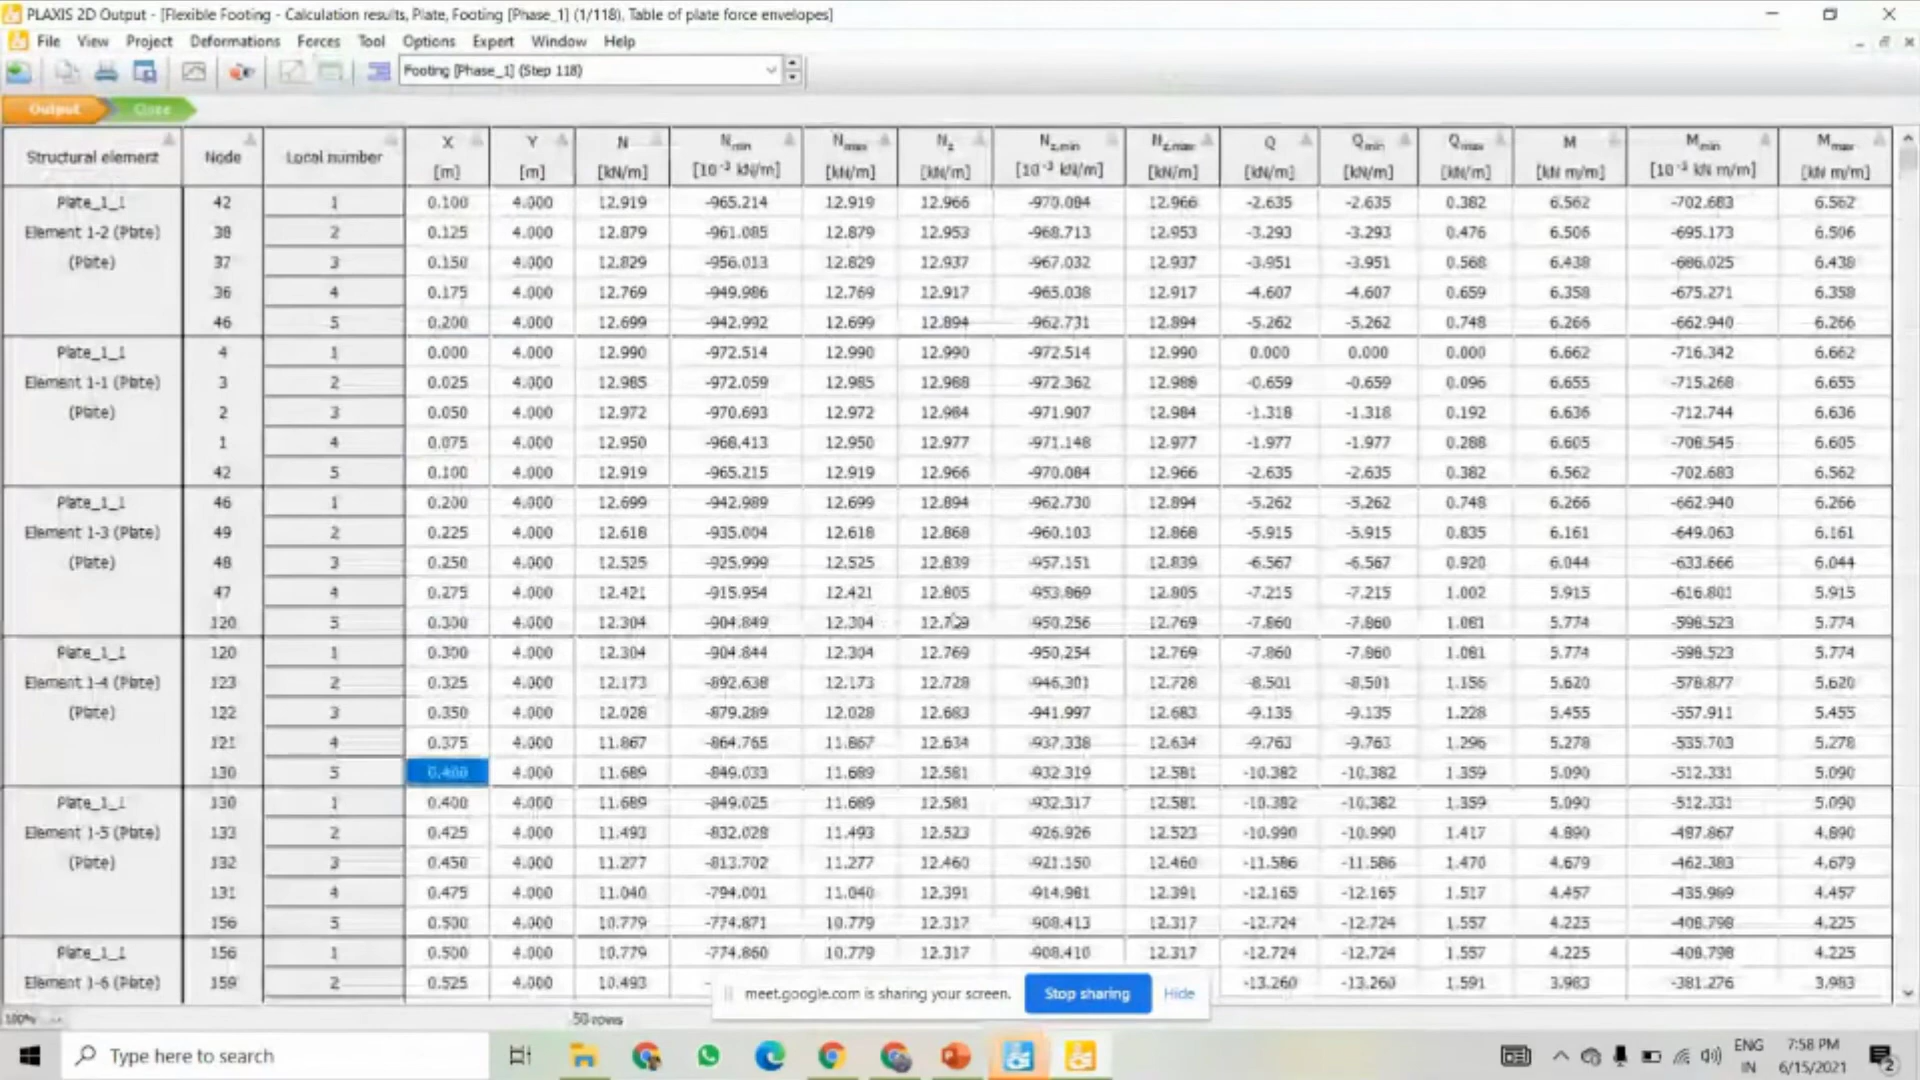 PLAXIS 2D Output - [Flexible Footing - Calculation results, Plate, Footing [Phase_1] (1/118), Table of plate force envelopes]
File View Project Deformations Forces Tool Options Expert Window Help
Footing [Phase_1] (Step 118)
Output Close
Structural element Node Local number X [m] Y [m] N [kN/m] Nmin [10⁻³ kN/m] Nmax [kN/m] Nz [kN/m] Nz,min [10⁻³ kN/m] Nz,max [kN/m] Q [kN/m] Qmin [kN/m] Qmax [kN/m] M [kN m/m] Mmin [10⁻³ kN m/m] Mmax [kN m/m]
Plate_1_1 42 1 0.100 4.000 12.919 -965.214 12.919 12.966 -970.084 12.966 -2.635 -2.635 0.382 6.562 -702.683 6.562
Element 1-2 (Plate) 38 2 0.125 4.000 12.879 -961.085 12.879 12.953 -968.713 12.953 -3.293 -3.293 0.476 6.506 -695.173 6.506
(Plate) 37 3 0.150 4.000 12.829 -956.013 12.829 12.937 -967.032 12.937 -3.951 -3.951 0.568 6.438 -686.025 6.438
36 4 0.175 4.000 12.769 -949.986 12.769 12.917 -965.038 12.917 -4.607 -4.607 0.659 6.358 -675.271 6.358
46 5 0.200 4.000 12.699 -942.992 12.699 12.894 -962.731 12.894 -5.262 -5.262 0.748 6.266 -662.940 6.266
Plate_1_1 4 1 0.000 4.000 12.990 -972.514 12.990 12.990 -972.514 12.990 0.000 0.000 0.000 6.662 -716.342 6.662
Element 1-1 (Plate) 3 2 0.025 4.000 12.985 -972.059 12.985 12.988 -972.362 12.988 -0.659 -0.659 0.096 6.655 -715.268 6.655
(Plate) 2 3 0.050 4.000 12.972 -970.693 12.972 12.984 -971.907 12.984 -1.318 -1.318 0.192 6.636 -712.744 6.636
1 4 0.075 4.000 12.950 -968.413 12.950 12.977 -971.148 12.977 -1.977 -1.977 0.288 6.605 -708.545 6.605
42 5 0.100 4.000 12.919 -965.215 12.919 12.966 -970.084 12.966 -2.635 -2.635 0.382 6.562 -702.683 6.562
Plate_1_1 46 1 0.200 4.000 12.699 -942.989 12.699 12.894 -962.730 12.894 -5.262 -5.262 0.748 6.266 -662.940 6.266
Element 1-3 (Plate) 49 2 0.225 4.000 12.618 -935.004 12.618 12.868 -960.103 12.868 -5.915 -5.915 0.835 6.161 -649.063 6.161
(Plate) 48 3 0.250 4.000 12.525 -925.999 12.525 12.839 -957.151 12.839 -6.567 -6.567 0.920 6.044 -633.666 6.044
47 4 0.275 4.000 12.421 -915.954 12.421 12.805 -953.869 12.805 -7.215 -7.215 1.002 5.915 -616.801 5.915
120 5 0.300 4.000 12.304 -904.849 12.304 12.769 -950.256 12.769 -7.860 -7.860 1.081 5.774 -598.523 5.774
Plate_1_1 120 1 0.300 4.000 12.304 -904.844 12.304 12.769 -950.254 12.769 -7.860 -7.860 1.081 5.774 -598.523 5.774
Element 1-4 (Plate) 123 2 0.325 4.000 12.173 -892.638 12.173 12.728 -946.301 12.728 -8.501 -8.501 1.156 5.620 -578.877 5.620
(Plate) 122 3 0.350 4.000 12.028 -879.289 12.028 12.683 -941.997 12.683 -9.135 -9.135 1.228 5.455 -557.911 5.455
121 4 0.375 4.000 11.867 -864.765 11.867 12.634 -937.338 12.634 -9.763 -9.763 1.296 5.278 -535.703 5.278
130 5 0.400 4.000 11.689 -849.033 11.689 12.581 -932.319 12.581 -10.382 -10.382 1.359 5.090 -512.331 5.090
Plate_1_1 130 1 0.400 4.000 11.689 -849.025 11.689 12.581 -932.317 12.581 -10.382 -10.382 1.359 5.090 -512.331 5.090
Element 1-5 (Plate) 133 2 0.425 4.000 11.493 -832.028 11.493 12.523 -926.926 12.523 -10.990 -10.990 1.417 4.890 -487.867 4.890
(Plate) 132 3 0.450 4.000 11.277 -813.702 11.277 12.460 -921.150 12.460 -11.586 -11.586 1.470 4.679 -462.383 4.679
131 4 0.475 4.000 11.040 -794.001 11.040 12.391 -914.981 12.391 -12.165 -12.165 1.517 4.457 -435.989 4.457
156 5 0.500 4.000 10.779 -774.871 10.779 12.317 -908.413 12.317 -12.724 -12.724 1.557 4.225 -408.798 4.225
Plate_1_1 156 1 0.500 4.000 10.779 -774.860 10.779 12.317 -908.410 12.317 -12.724 -12.724 1.557 4.225 -408.798 4.225
Element 1-6 (Plate) 159 2 0.525 4.000 10.493 -13.260 -13.260 1.591 3.983 -381.276 3.983
meet.google.com is sharing your screen. Stop sharing Hide
100% 50 rows
Type here to search
ENG IN
7:58 PM
6/15/2021
2